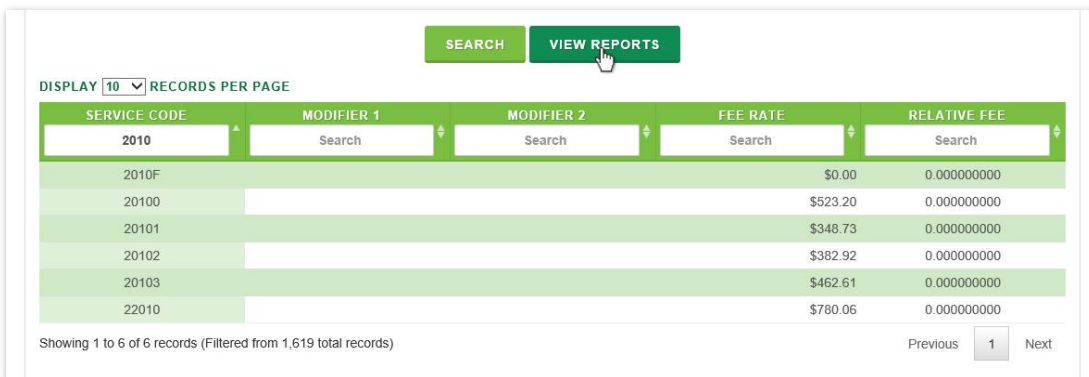 SEARCH VIEW REPORTS
DISPLAY 10 RECORDS PER PAGE
SERVICE CODE MODIFIER 1 MODIFIER 2 FEE RATE RELATIVE FEE
2010 Search Search Search Search
2010F $0.00 0.000000000
20100 $523.20 0.000000000
20101 $348.73 0.000000000
20102 $382.92 0.000000000
20103 $462.61 0.000000000
22010 $780.06 0.000000000
Showing 1 to 6 of 6 records (Filtered from 1,619 total records) Previous 1 Next